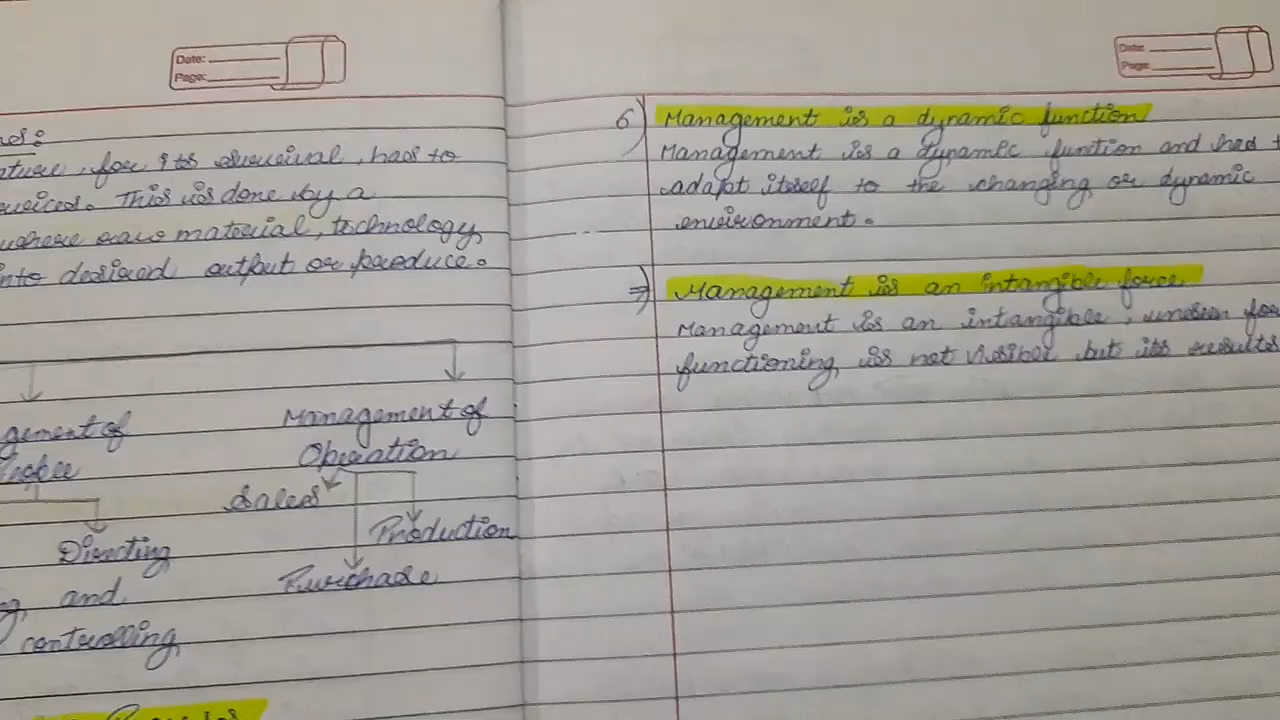 Date:
Page:
for its survival, has to
This is done by a
where raw material, technology,
into desired output or produce.
Management of
Operation
Sales
Production
Purchase
Directing
and
controlling
Date:
Page:
6) Management is a dynamic function
Management is a dynamic function and has
adapt itself to the changing or dynamic
environment.
7) Management is an intangible force
Management is an intangible, unseen
functioning, is not visible but its results